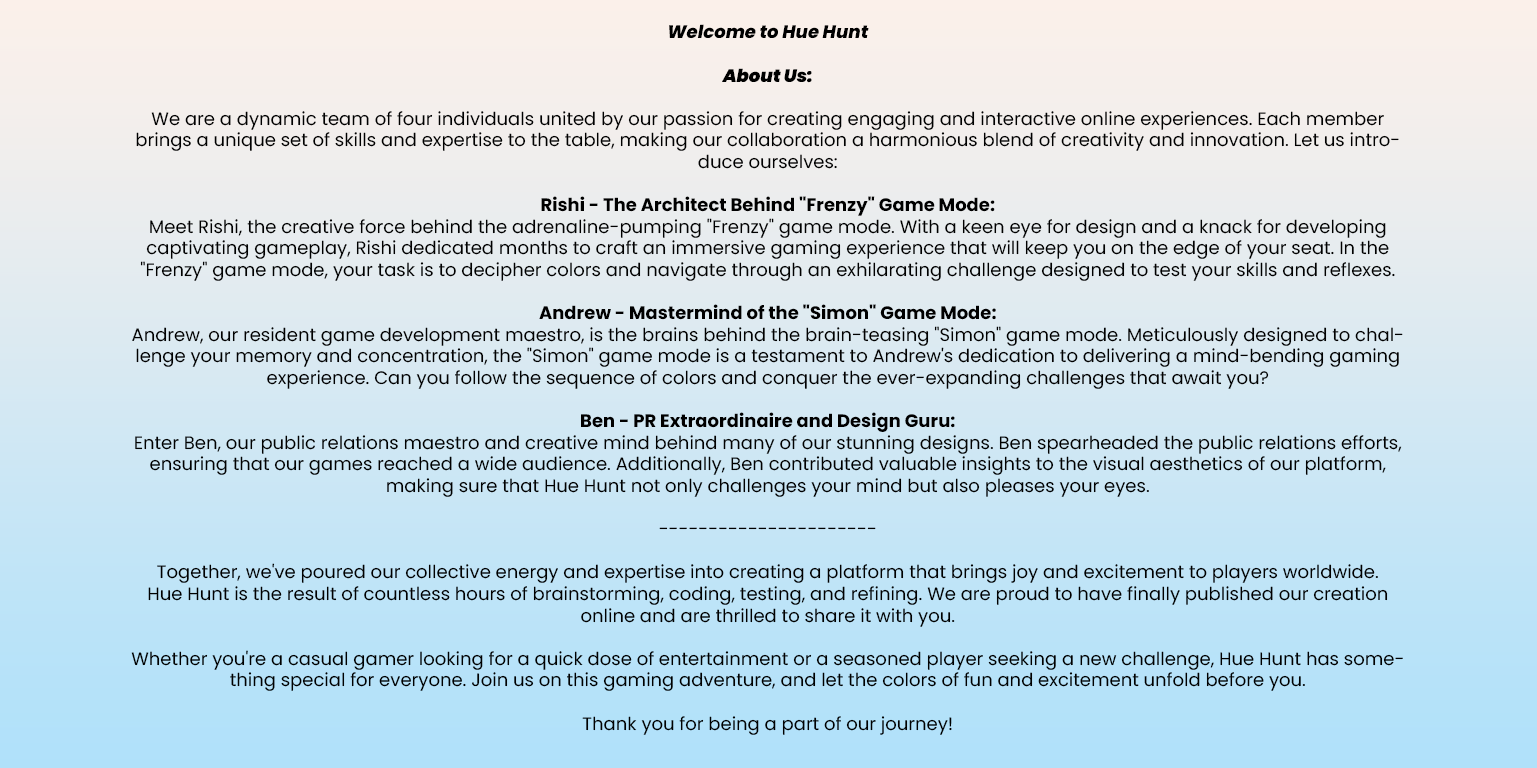 Welcome to Hue Hunt
About Us:
We are a dynamic team of four individuals united by our passion for creating engaging and interactive online experiences. Each member
brings a unique set of skills and expertise to the table, making our collaboration a harmonious blend of creativity and innovation. Let us intro-
duce ourselves:
Rishi - The Architect Behind "Frenzy" Game Mode:
Meet Rishi, the creative force behind the adrenaline-pumping "Frenzy" game mode. With a keen eye for design and a knack for developing
captivating gameplay, Rishi dedicated months to craft an immersive gaming experience that will keep you on the edge of your seat. In the
"Frenzy" game mode, your task is to decipher colors and navigate through an exhilarating challenge designed to test your skills and reflexes.
Andrew - Mastermind of the "Simon" Game Mode:
Andrew, our resident game development maestro, is the brains behind the brain-teasing "Simon" game mode. Meticulously designed to chal-
lenge your memory and concentration, the "Simon" game mode is a testament to Andrew's dedication to delivering a mind-bending gaming
experience. Can you follow the sequence of colors and conquer the ever-expanding challenges that await you?
Ben - PR Extraordinaire and Design Guru:
Enter Ben, our public relations maestro and creative mind behind many of our stunning designs. Ben spearheaded the public relations efforts,
ensuring that our games reached a wide audience. Additionally, Ben contributed valuable insights to the visual aesthetics of our platform,
making sure that Hue Hunt not only challenges your mind but also pleases your eyes.
----------------------
Together, we've poured our collective energy and expertise into creating a platform that brings joy and excitement to players worldwide.
Hue Hunt is the result of countless hours of brainstorming, coding, testing, and refining. We are proud to have finally published our creation
online and are thrilled to share it with you.
Whether you're a casual gamer looking for a quick dose of entertainment or a seasoned player seeking a new challenge, Hue Hunt has some-
thing special for everyone. Join us on this gaming adventure, and let the colors of fun and excitement unfold before you.
Thank you for being a part of our journey!